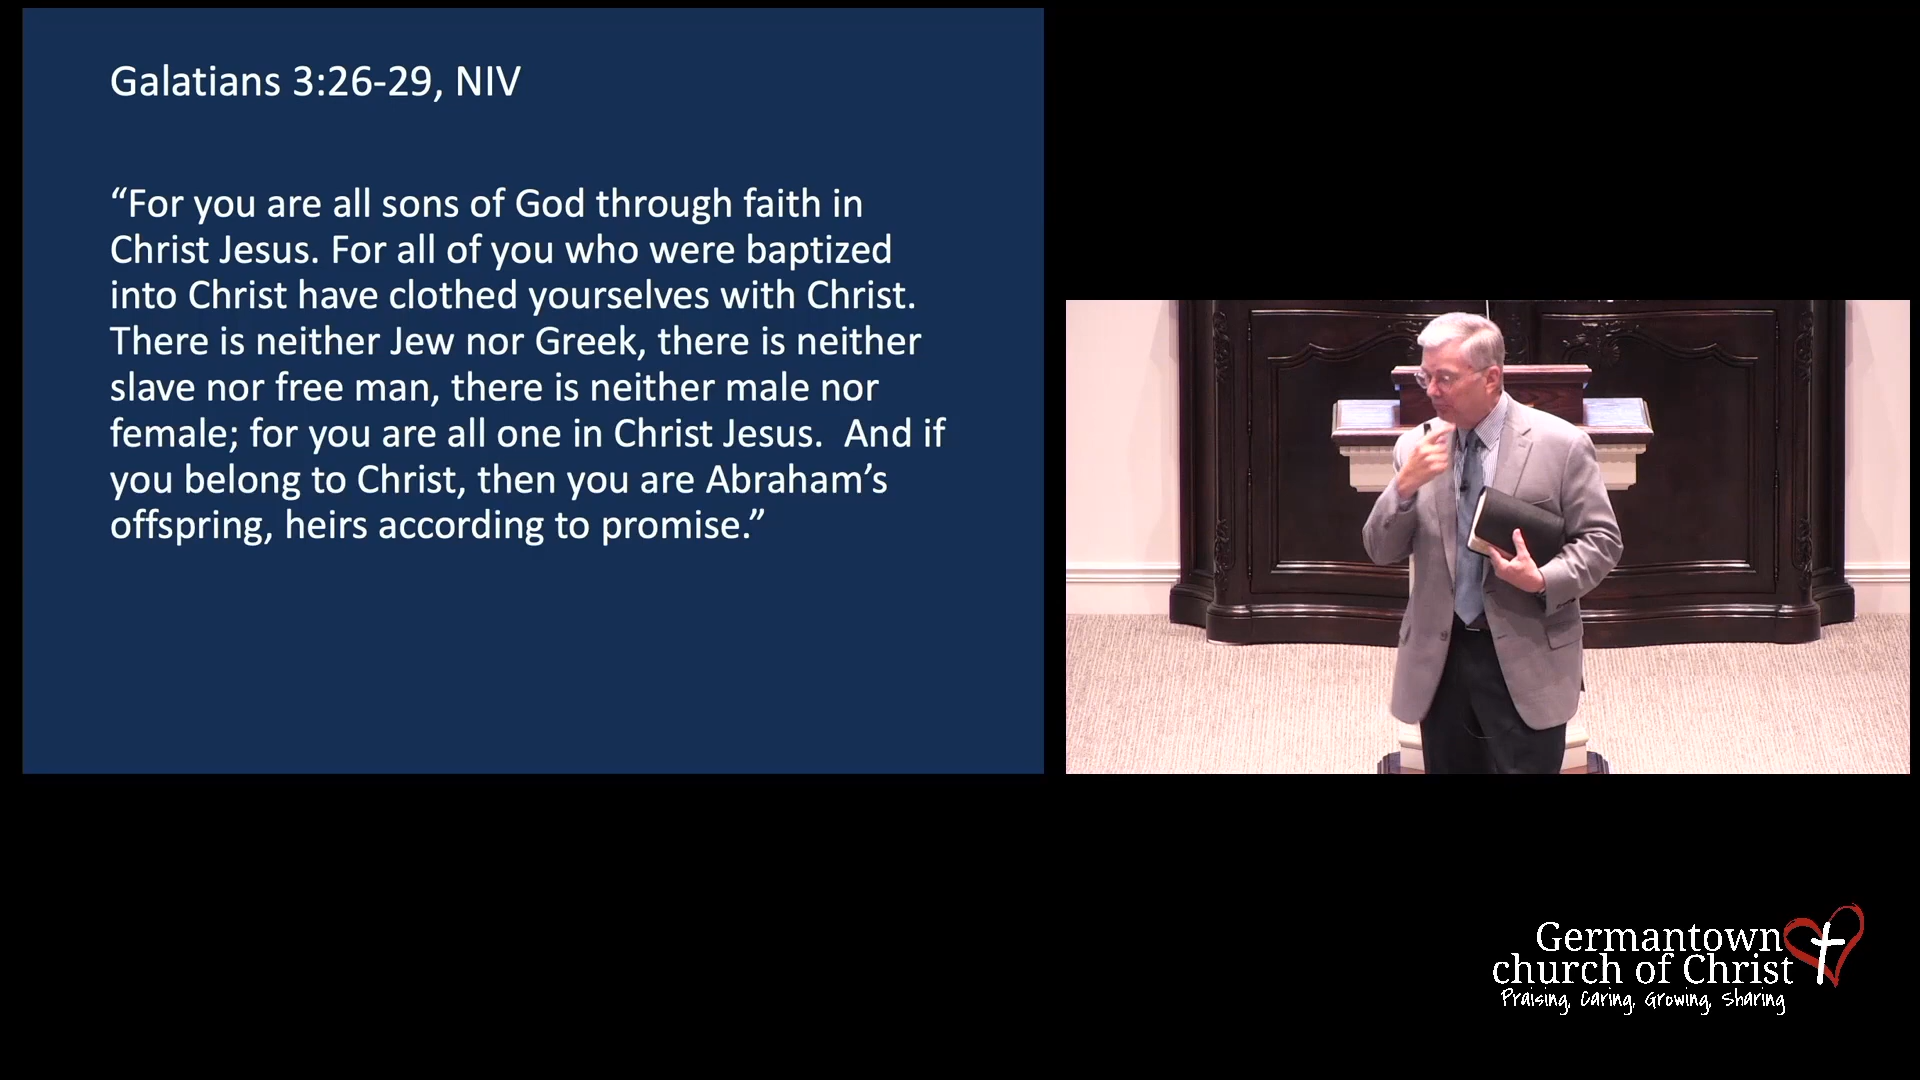 Galatians 3:26-29, NIV
“For you are all sons of God through faith in
Christ Jesus. For all of you who were baptized
into Christ have clothed yourselves with Christ.
There is neither Jew nor Greek, there is neither
slave nor free man, there is neither male nor
female; for you are all one in Christ Jesus.  And if
you belong to Christ, then you are Abraham’s
offspring, heirs according to promise.”
Germantown
church of Christ
Praising, Caring, Growing, Sharing